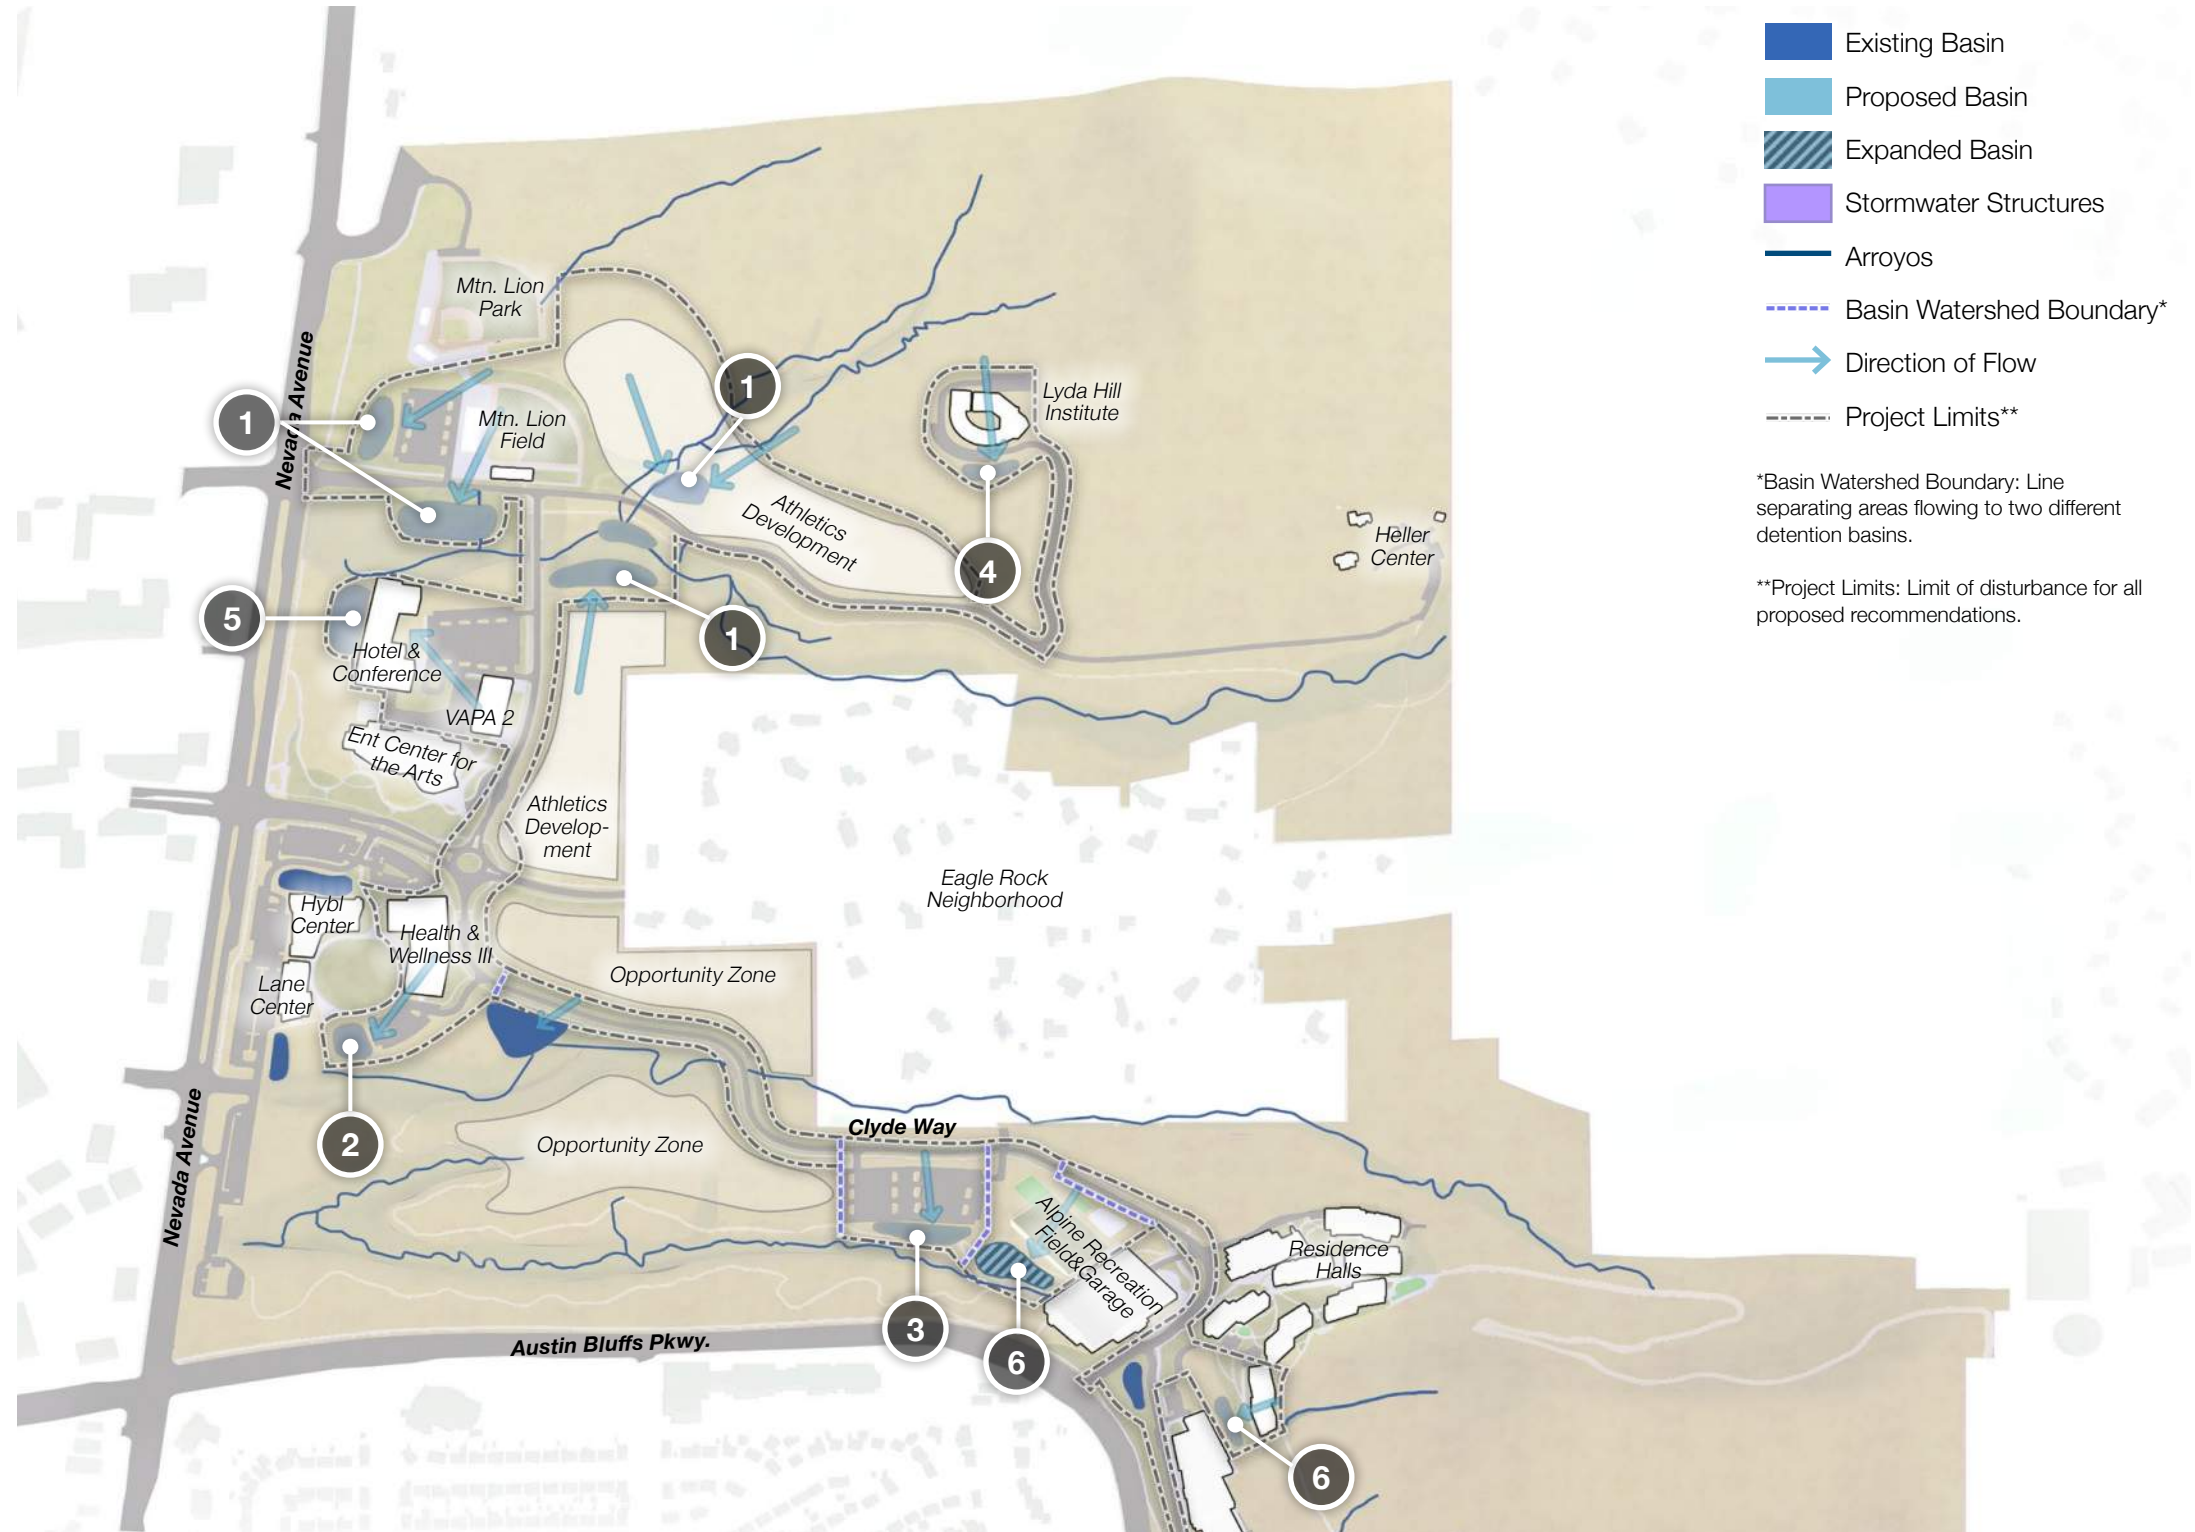 Existing Basin
Proposed Basin
Expanded Basin
Stormwater Structures
Arroyos
Basin Watershed Boundary*
Direction of Flow
Project Limits**
*Basin Watershed Boundary: Line
separating areas flowing to two different
detention basins.
**Project Limits: Limit of disturbance for all
proposed recommendations.
Mtn. Lion
Park
Nevada Avenue
1
1
Mtn. Lion
Field
Lyda Hill
Institute
Athletics
Development
4
Heller
Center
5
1
Hotel &
Conference
VAPA 2
Ent Center for
the Arts
Athletics
Develop-
ment
Eagle Rock
Neighborhood
Hybl
Center
Health &
Wellness III
Lane
Center
Opportunity Zone
2
Nevada Avenue
Opportunity Zone
Clyde Way
Alpine Recreation
Field&Garage
Residence
Halls
3
6
Austin Bluffs Pkwy.
6